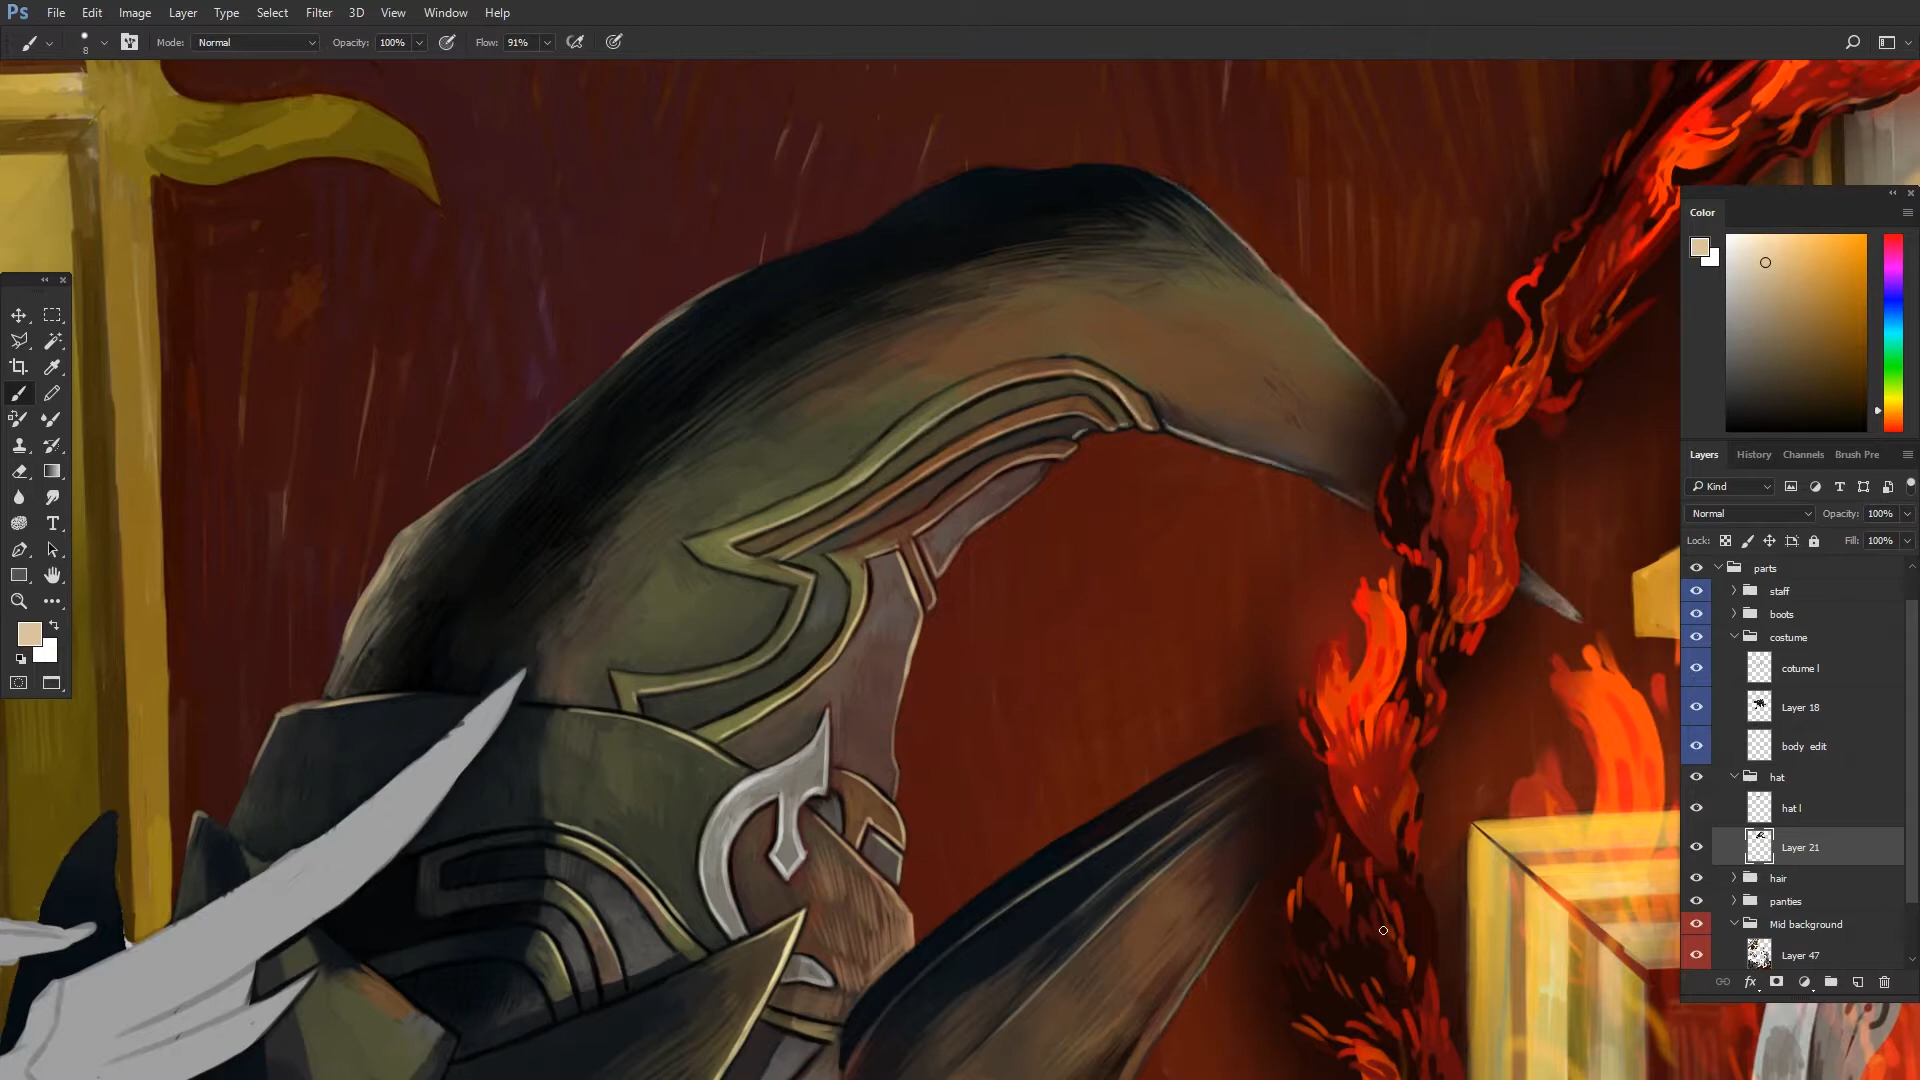 Ps File Edit Image Layer Type Select Filter 3D View Window Help
8 Mode: Normal Opacity: 100% Flow: 91%
Color
Layers History Channels Brush Pre
Kind
Normal Opacity: 100%
Lock: Fill: 100%
parts
staff
boots
costume
cotume l
Layer 18
body edit
hat
hat l
Layer 21
hair
panties
Mid background
Layer 47
fx